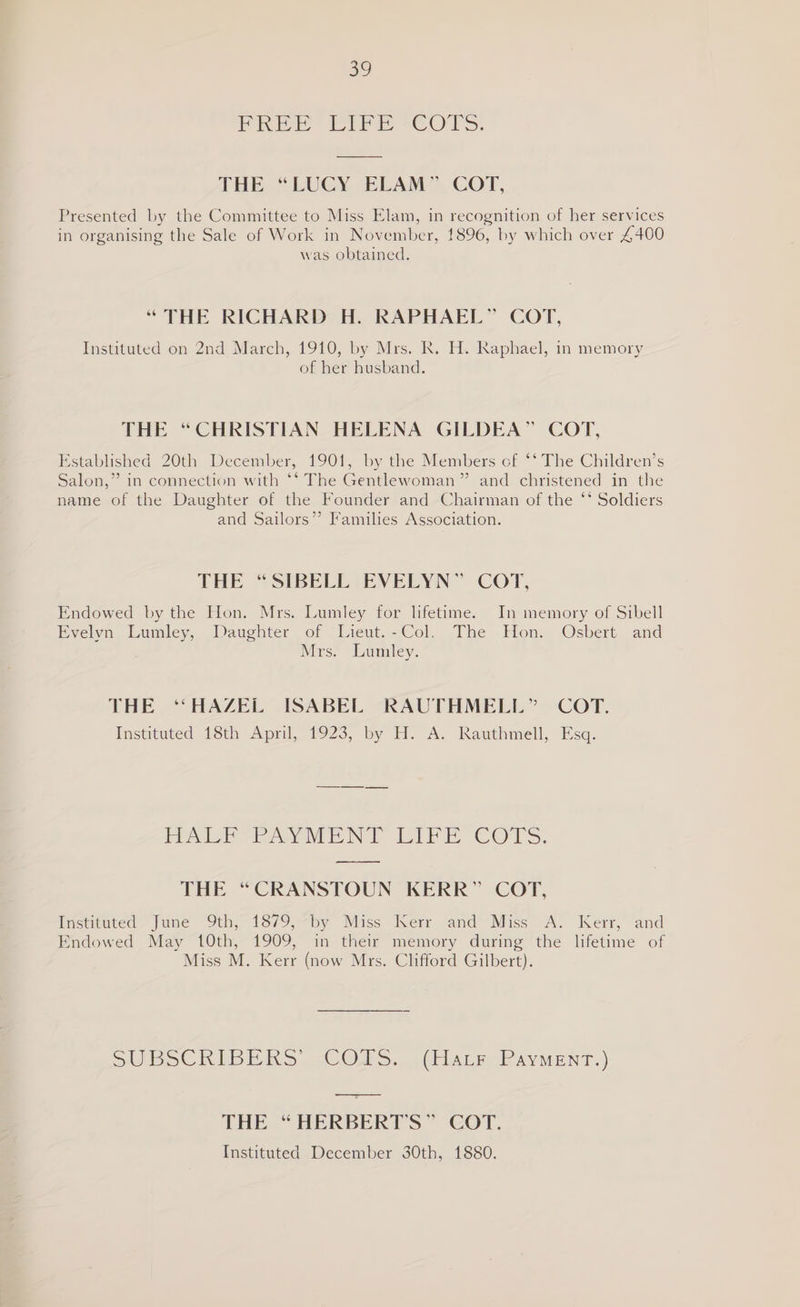 39
FREE LIFE COTS.
THE “LUCY ELAM” COT,
Presented by the Committee to Miss Elam, in recognition of her services
in organising the Sale of Work in November, 1896, by which over £400
was obtained.
“THE RICHARD H. RAPHAEL” COT,
Instituted on 2nd March, 1910, by Mrs. R. H. Raphael, in memory
of her husband.
THE “CHRISTIAN HELENA GILDEA” COT,
Established 20th December, 1901, by the Members of “The Children’s
Salon,” in connection with “The Gentlewoman” and christened in the
name of the Daughter of the Founder and Chairman of the “Soldiers
and Sailors” Families Association.
THE “SIBELL EVELYN” COT,
Endowed by the Hon. Mrs. Lumley for lifetime. In memory of Sibell
Evelyn Lumley, Daughter of Lieut.-Col. The Hon. Osbert and
Mrs. Lumley.
THE “HAZEL ISABEL RAUTHMELL” COT.
Instituted 18th April, 1923, by H. A. Rauthmell, Esq.
HALF PAYMENT LIFE COTS.
THE “CRANSTOUN KERR” COT,
Instituted June 9th, 1879, by Miss Kerr and Miss A. Kerr, and
Endowed May 10th, 1909, in their memory during the lifetime of
Miss M. Kerr (now Mrs. Clifford Gilbert).
SUBSCRIBERS’ COTS. (HALF PAYMENT.)
THE “HERBERTS” COT.
Instituted December 30th, 1880.